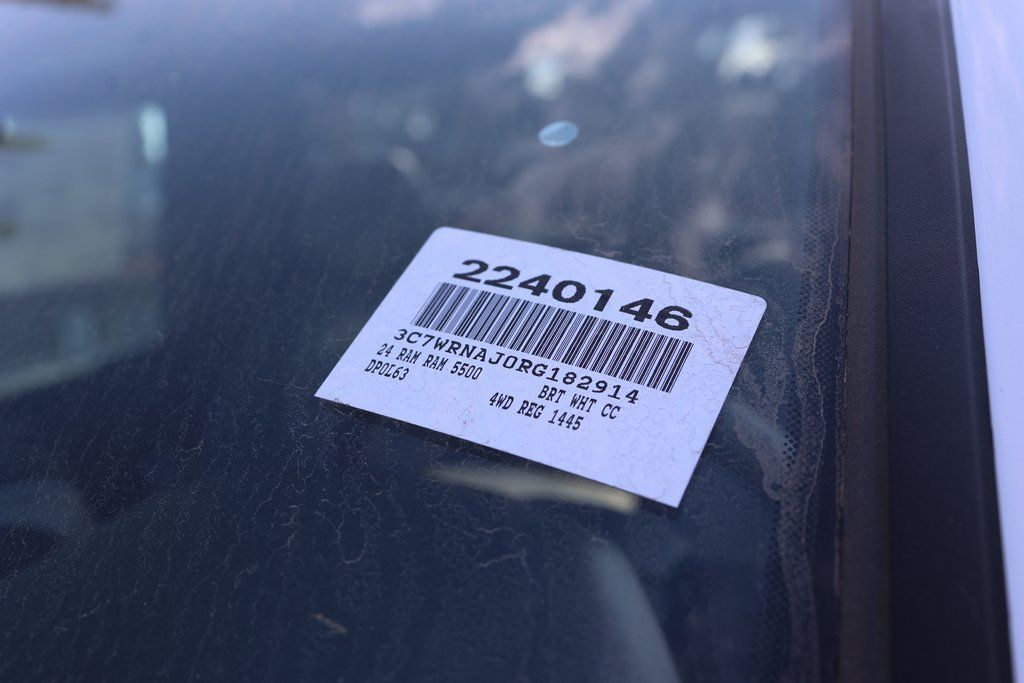 2240146
3C7WRNAJ0RG182914
24 RAM RAM 5500 BRT WHT CC
DP0L63 4WD REG 1445